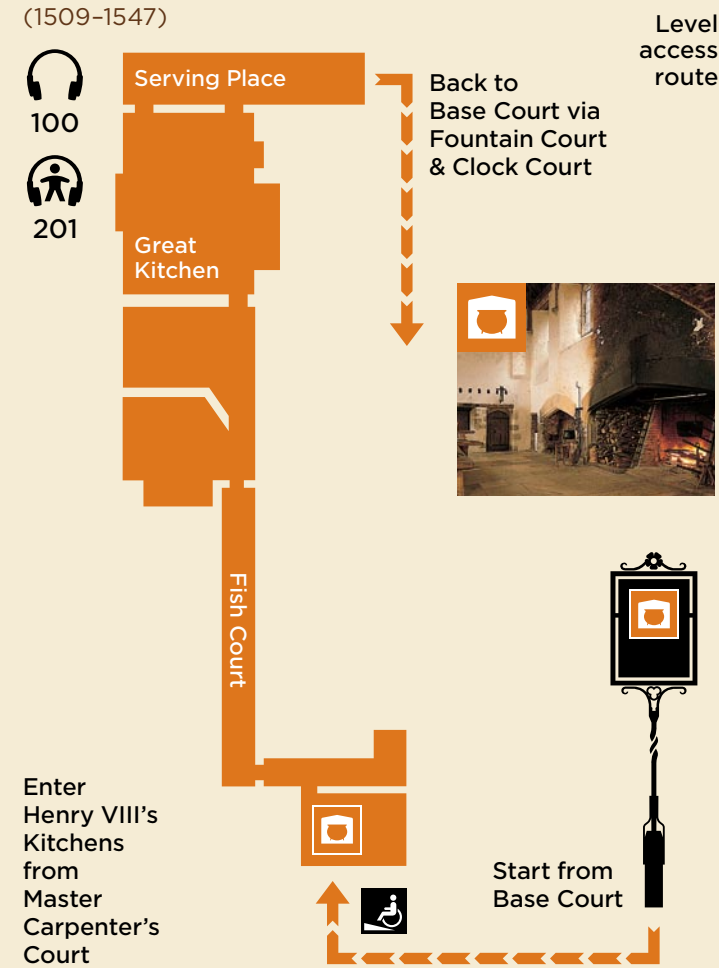 (1509–1547)
Level
access
route
100
201
Serving Place
Back to
Base Court via
Fountain Court
& Clock Court
Great
Kitchen
Fish Court
Enter
Henry VIII's
Kitchens
from
Master
Carpenter's
Court
Start from
Base Court